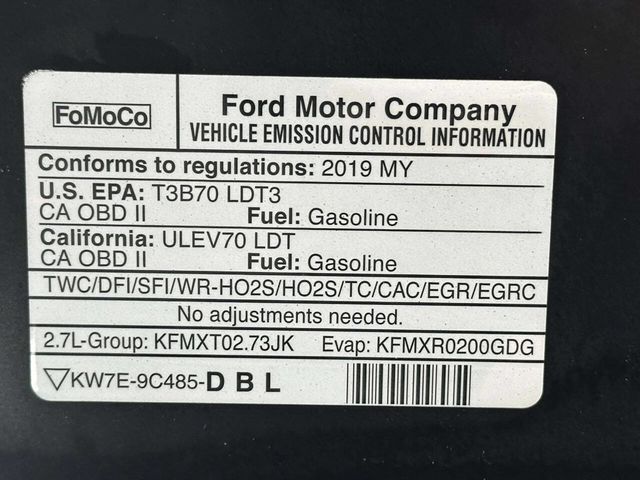 FoMoCo
Ford Motor Company
VEHICLE EMISSION CONTROL INFORMATION
Conforms to regulations: 2019 MY
U.S. EPA: T3B70 LDT3
CA OBD II Fuel: Gasoline
California: ULEV70 LDT
CA OBD II Fuel: Gasoline
TWC/DFI/SFI/WR-HO2S/HO2S/TC/CAC/EGR/EGRC
No adjustments needed.
2.7L-Group: KFMXT02.73JK Evap: KFMXR0200GDG
KW7E-9C485-DBL